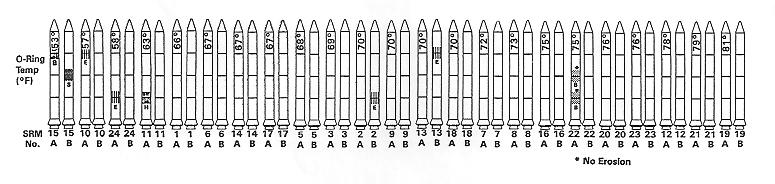 53° 57° 58° 63° 66° 67° 67° 67° 68° 69° 70° 70° 70° 70° 72° 73° 75° 75° 76° 76° 78° 79° 81°
O-Ring
Temp
(°F)
B E E
S * B
E H E * B
SRM 15 15 10 10 24 24 11 11 1 1 6 6 14 14 17 17 5 5 3 3 2 2 9 9 13 13 18 18 7 7 8 8 16 16 22 22 20 20 23 23 12 12 21 21 19 19
No. A B A B A B A B A B A B A B A B A B A B A B A B A B A B A B A B A B A B A B A B A B A B A B
* No Erosion